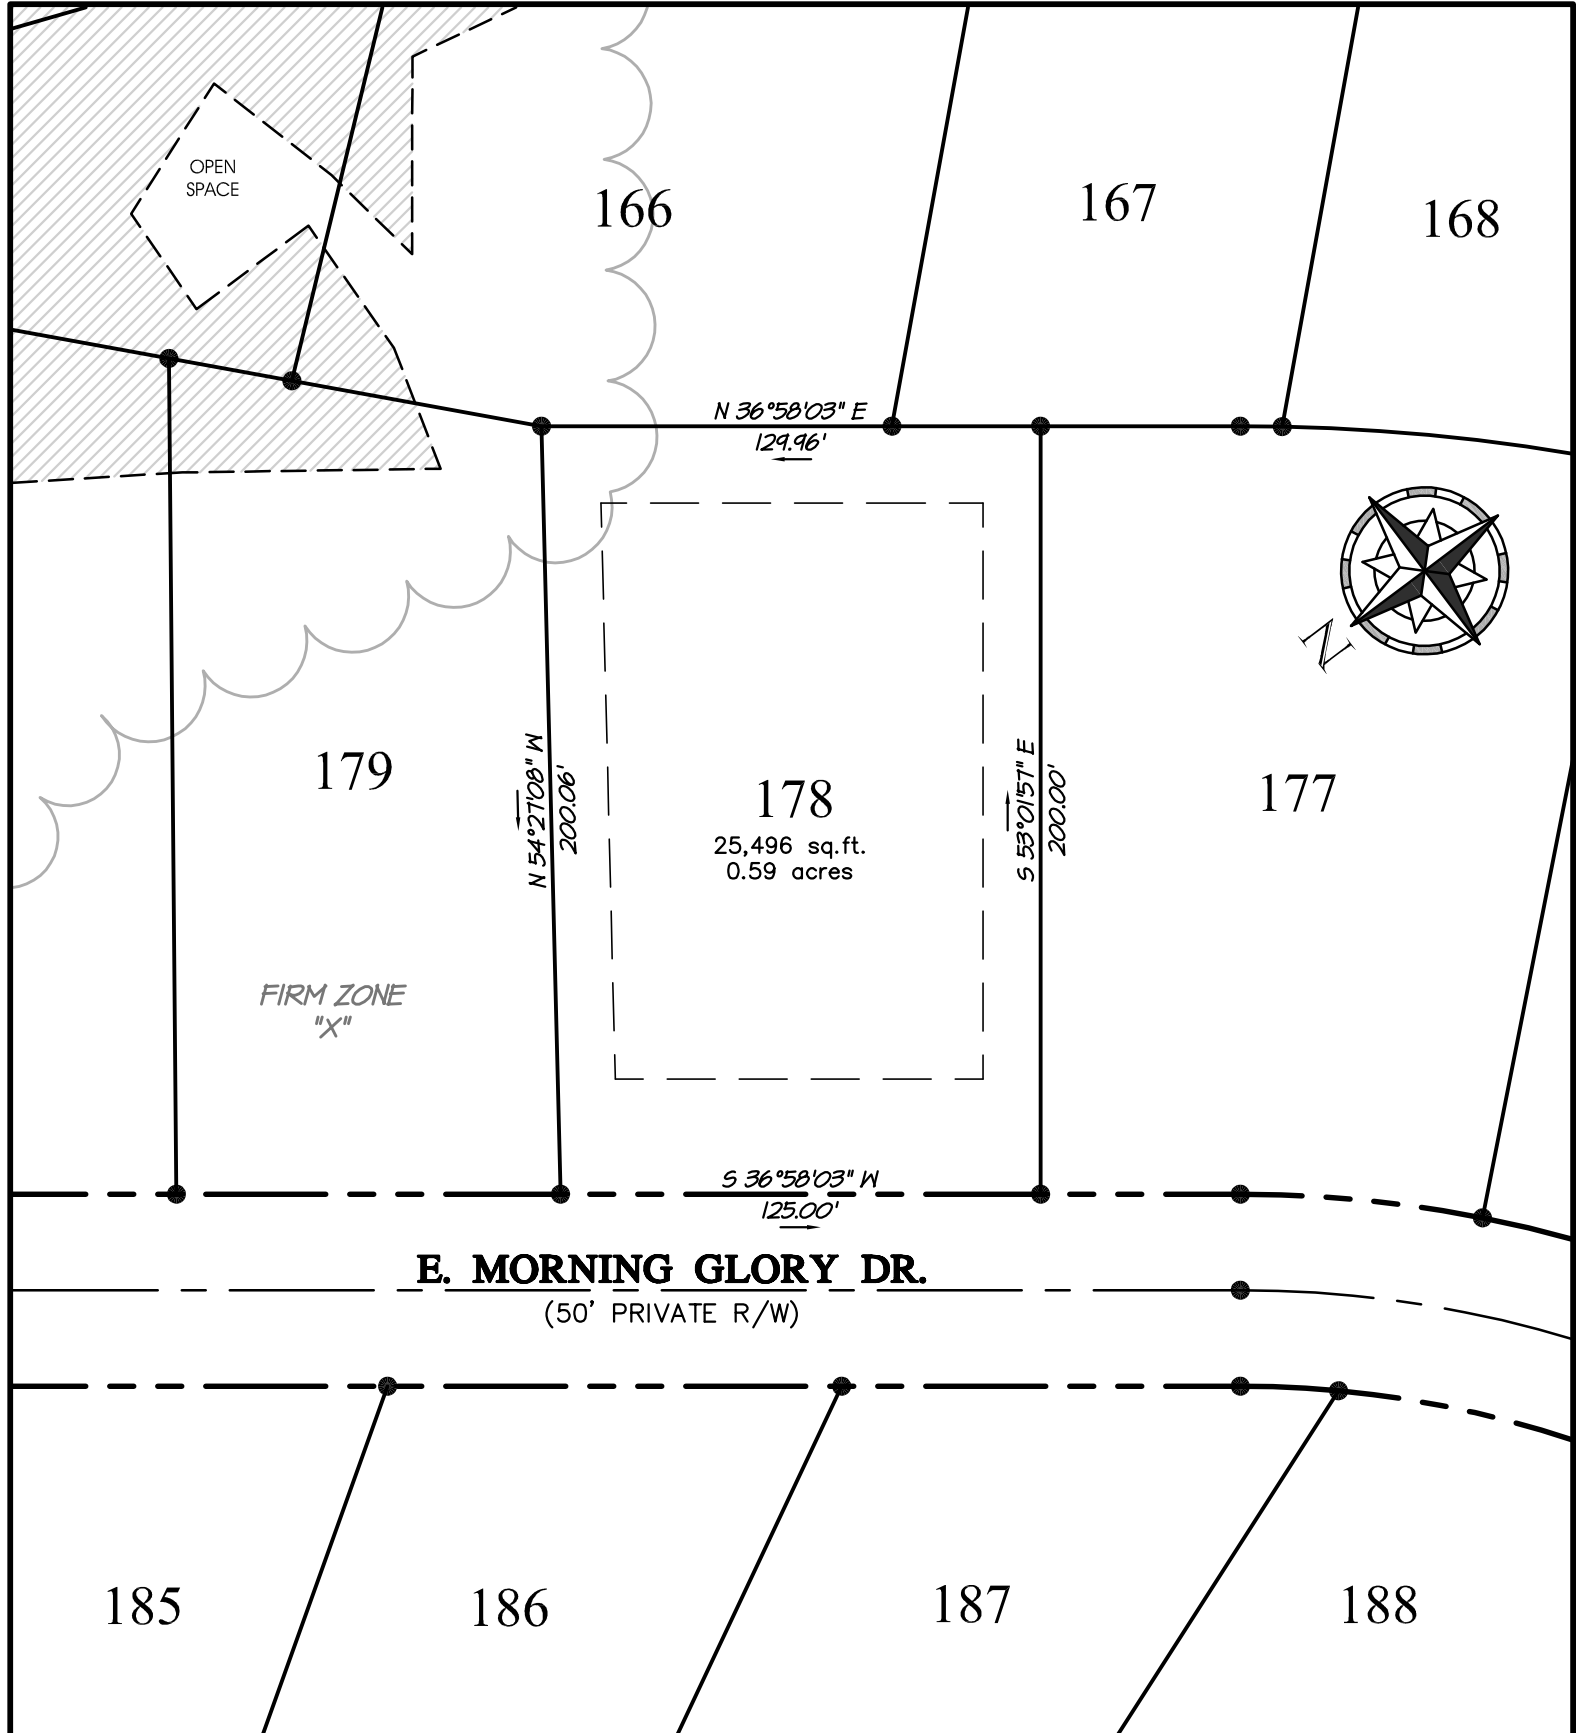 OPEN
SPACE
166
167
168
N 36°58'03" E
129.96'
N
179
N 54°27'08" W
200.06'
178
25,496 sq.ft.
0.59 acres
S 53°01'57" E
200.00'
177
FIRM ZONE
"X"
S 36°58'03" W
125.00'
E. MORNING GLORY DR.
(50' PRIVATE R/W)
185
186
187
188